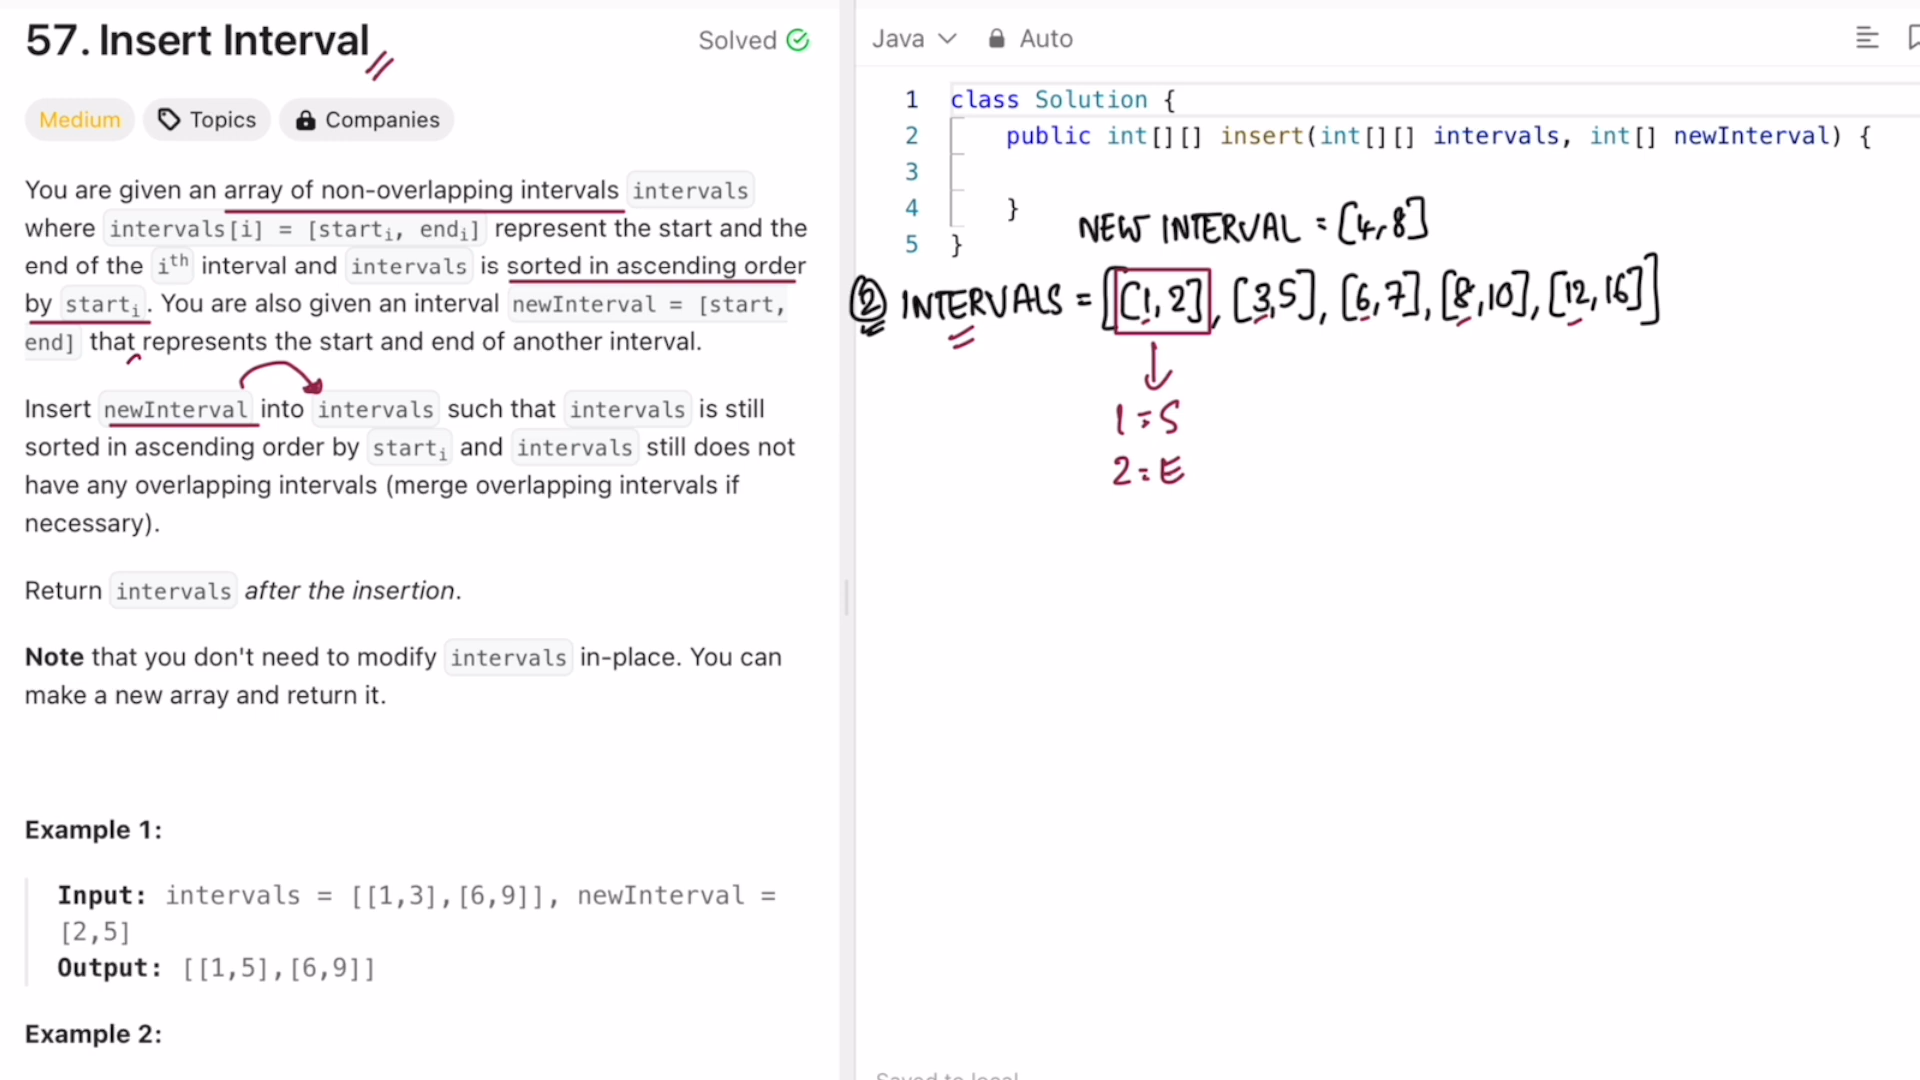 57. Insert Interval
Solved
Medium
Topics
Companies
You are given an array of non-overlapping intervals intervals
where intervals[i] = [starti, endi] represent the start and the
end of the ith interval and intervals is sorted in ascending order
by starti. You are also given an interval newInterval = [start,
end] that represents the start and end of another interval.
Insert newInterval into intervals such that intervals is still
sorted in ascending order by starti and intervals still does not
have any overlapping intervals (merge overlapping intervals if
necessary).
Return intervals after the insertion.
Note that you don't need to modify intervals in-place. You can
make a new array and return it.
Example 1:
Input: intervals = [[1,3],[6,9]], newInterval =
[2,5]
Output: [[1,5],[6,9]]
Example 2:
Java
Auto
1 class Solution {
2 public int[][] insert(int[][] intervals, int[] newInterval) {
3
4 }
5 }
NEW INTERVAL = [4,8]
② INTERVALS = [[1,2], [3,5], [6,7], [8,10], [12,16]]
1 = S
2 = E
Saved to local